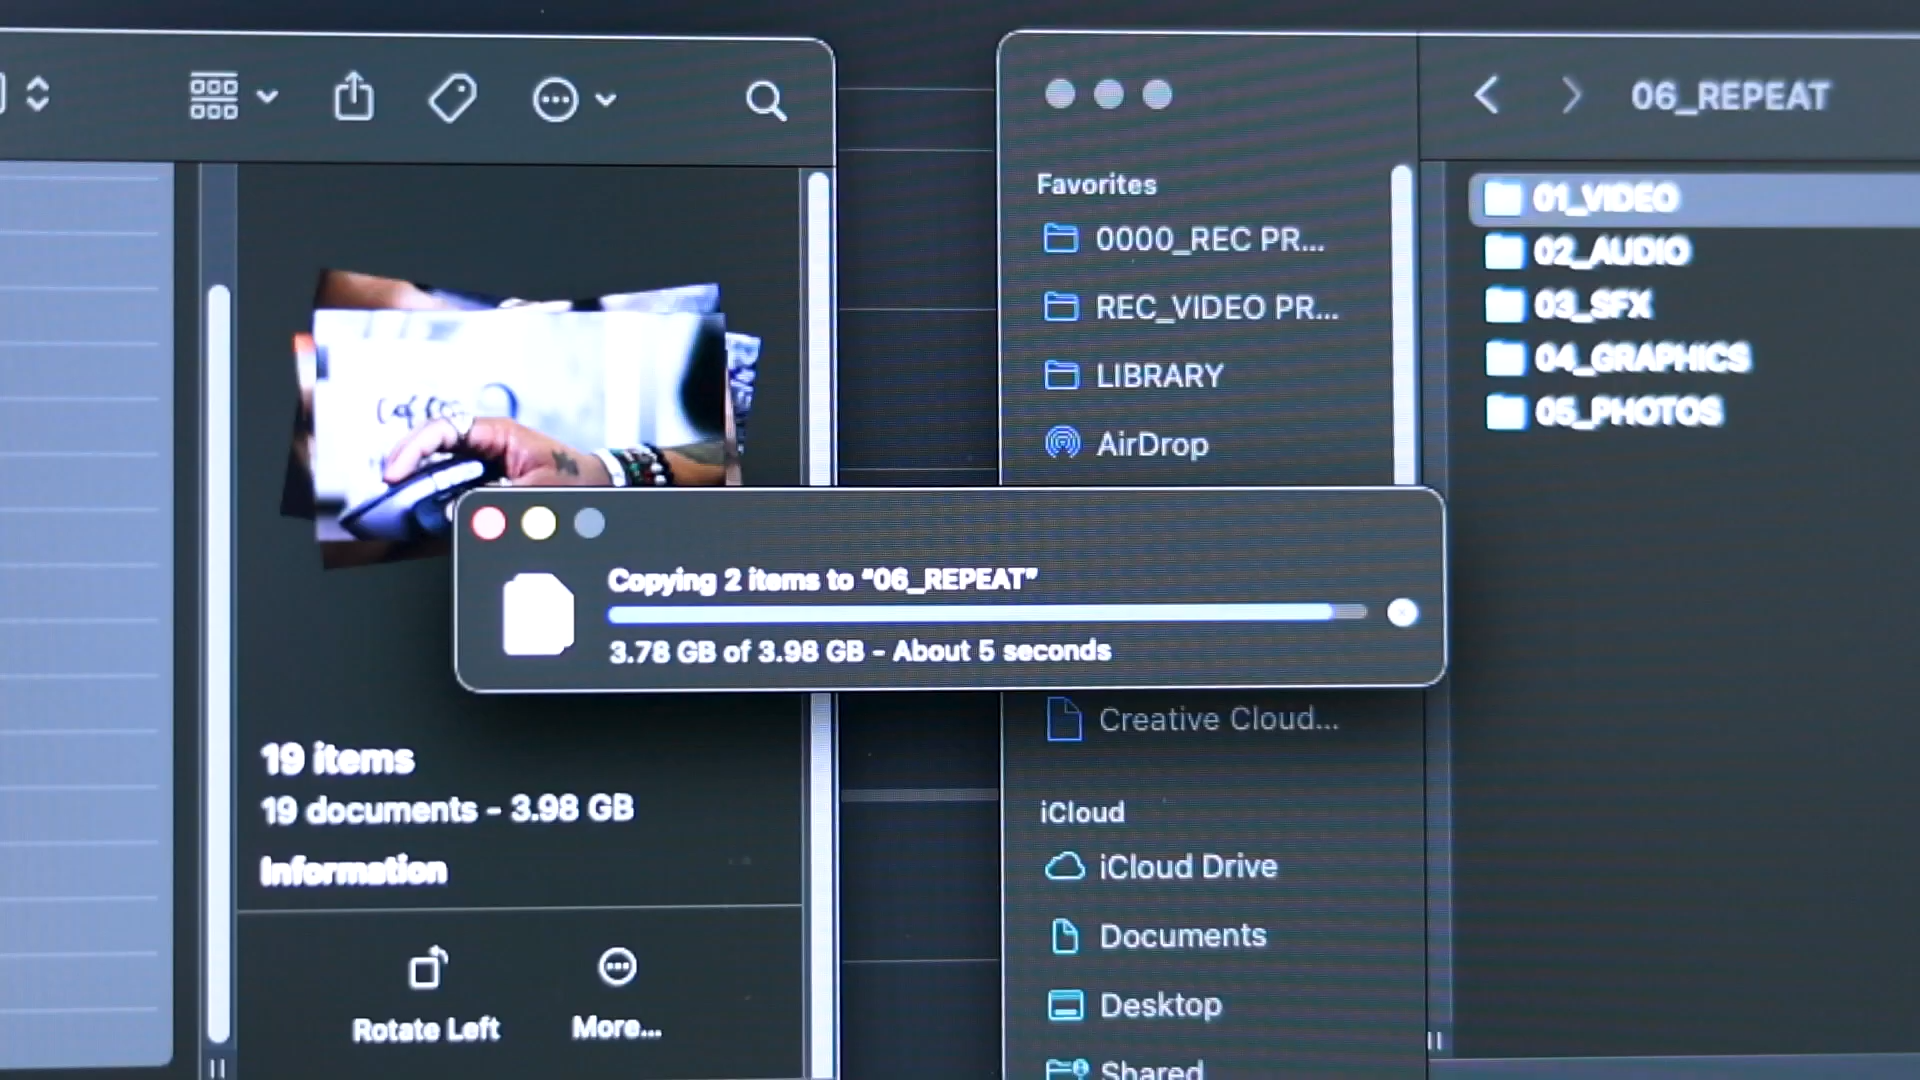 06_REPEAT
Favorites
0000_REC PR...
REC_VIDEO PR...
LIBRARY
AirDrop
01_VIDEO
02_AUDIO
03_SFX
04_GRAPHICS
05_PHOTOS
Copying 2 items to “06_REPEAT”
3.78 GB of 3.98 GB - About 5 seconds
Creative Cloud...
19 items
19 documents - 3.98 GB
Information
Rotate Left
More...
iCloud
iCloud Drive
Documents
Desktop
Shared